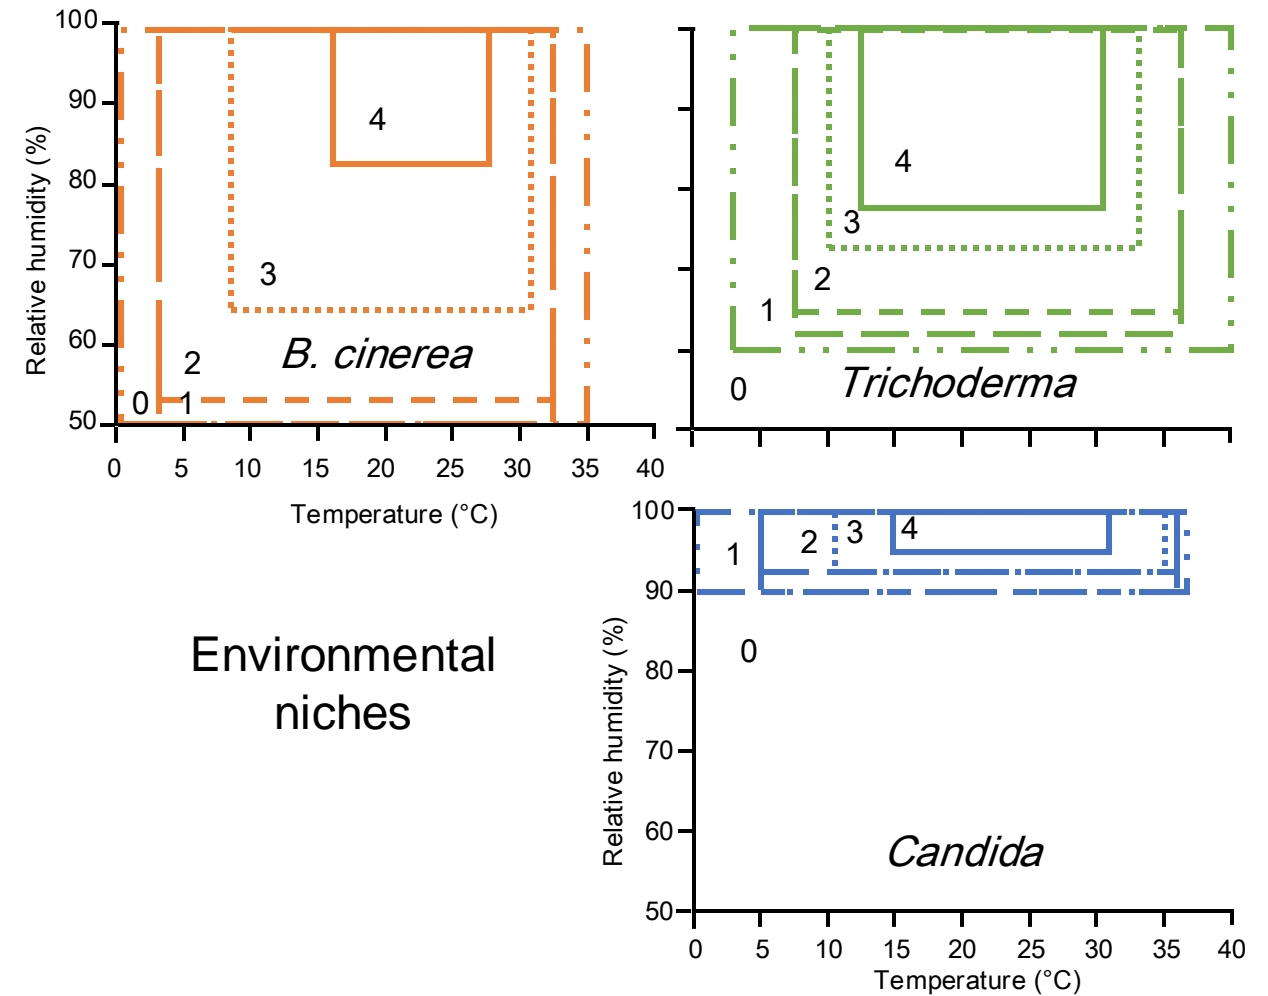 100
90
80
70
60
50
Relative humidity (%)
4
3
2
B. cinerea
0
1
0 5 10 15 20 25 30 35 40
Temperature (°C)
4
3
2
1
0
Trichoderma
Environmental
niches
100
90
80
70
60
50
Relative humidity (%)
1 2 3 4
0
Candida
0 5 10 15 20 25 30 35 40
Temperature (°C)